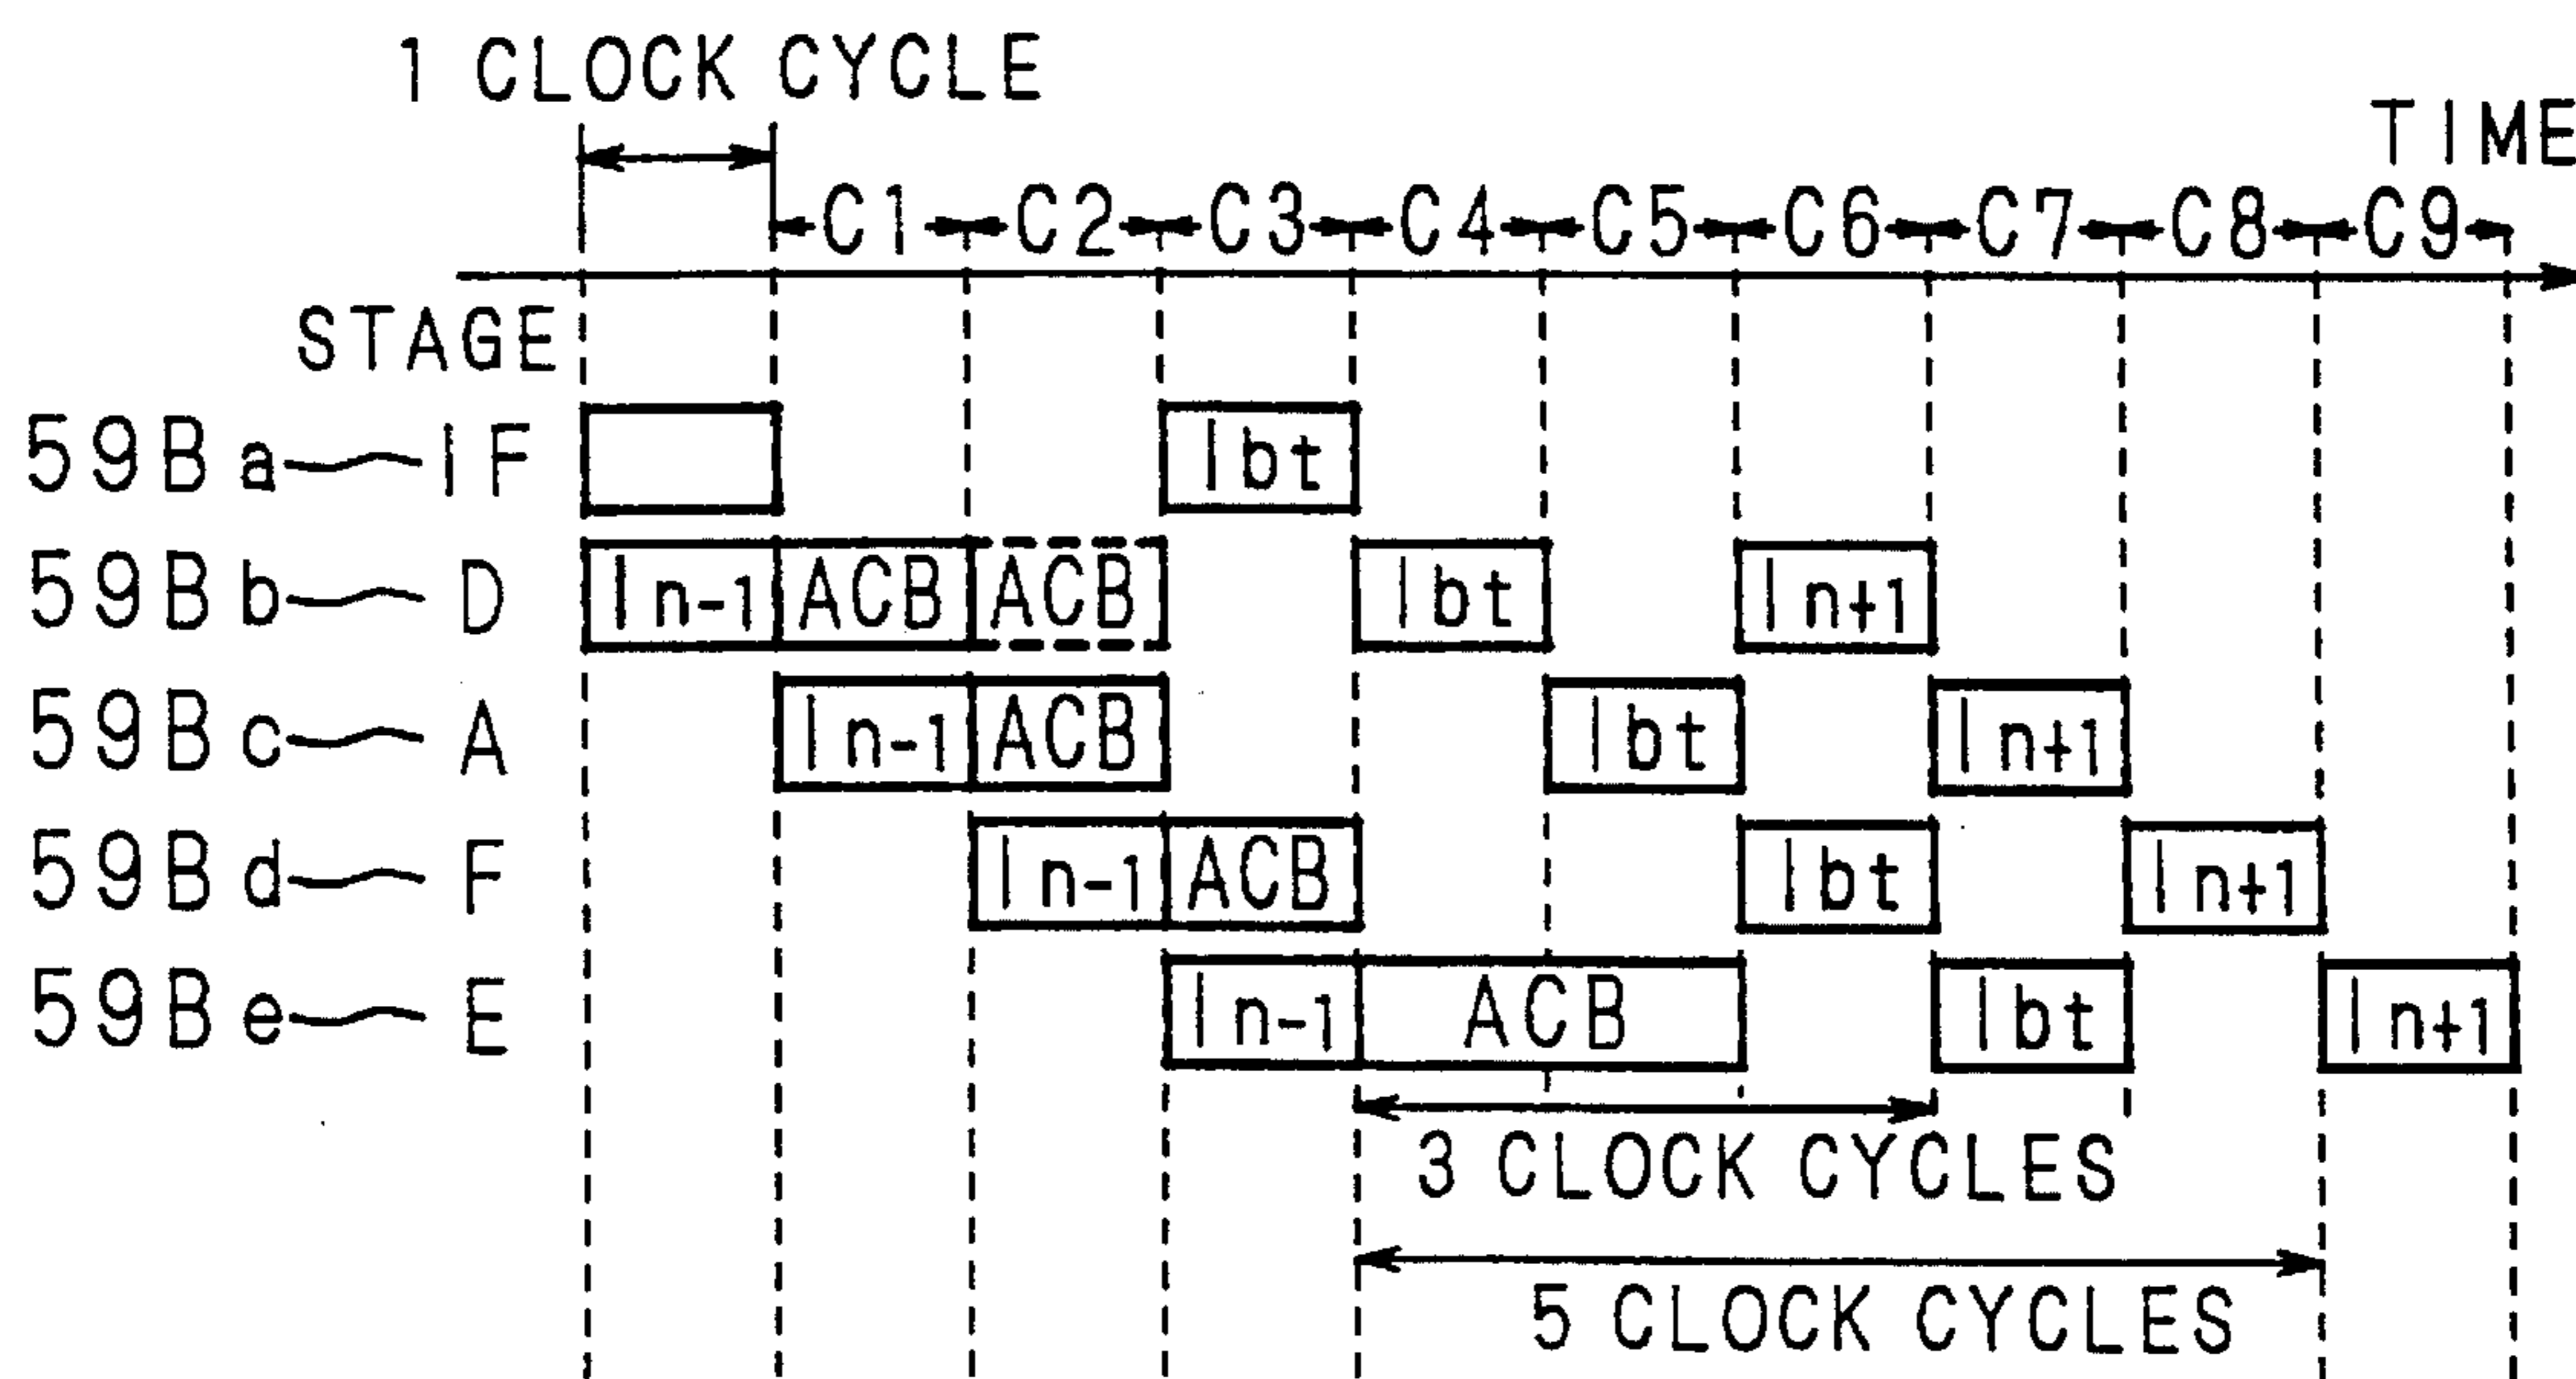 1 CLOCK CYCLE
TIME
C1 C2 C3 C4 C5 C6 C7 C8 C9
STAGE
59Ba IF Ibt
59Bb D In-1 ACB ACB Ibt In+1
59Bc A In-1 ACB Ibt In+1
59Bd F In-1 ACB Ibt In+1
59Be E In-1 ACB Ibt In+1
3 CLOCK CYCLES
5 CLOCK CYCLES